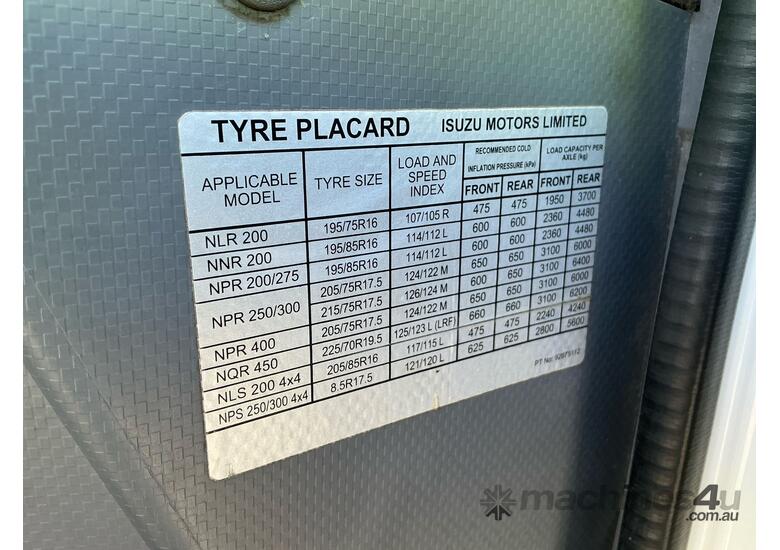 TYRE PLACARD ISUZU MOTORS LIMITED
APPLICABLE MODEL TYRE SIZE LOAD AND SPEED INDEX RECOMMENDED COLD INFLATION PRESSURE (kPa) LOAD CAPACITY PER AXLE (kg)
FRONT REAR FRONT REAR
NLR 200 195/75R16 107/105 R 475 475 1950 3700
NNR 200 195/85R16 114/112 L 600 600 2360 4480
NPR 200/275 195/85R16 114/112 L 600 600 2360 4480
NPR 250/300 205/75R17.5 124/122 M 650 650 3100 6000
215/75R17.5 126/124 M 600 600 3100 6400
NPR 400 205/75R17.5 124/122 M 650 650 3100 6000
NQR 450 225/70R19.5 125/123 L (LRF) 660 660 3100 6200
NLS 200 4x4 205/85R16 117/115 L 475 475 2240 4240
NPS 250/300 4x4 8.5R17.5 121/120 L 625 625 2800 5600
PT No:
machines4u
.com.au